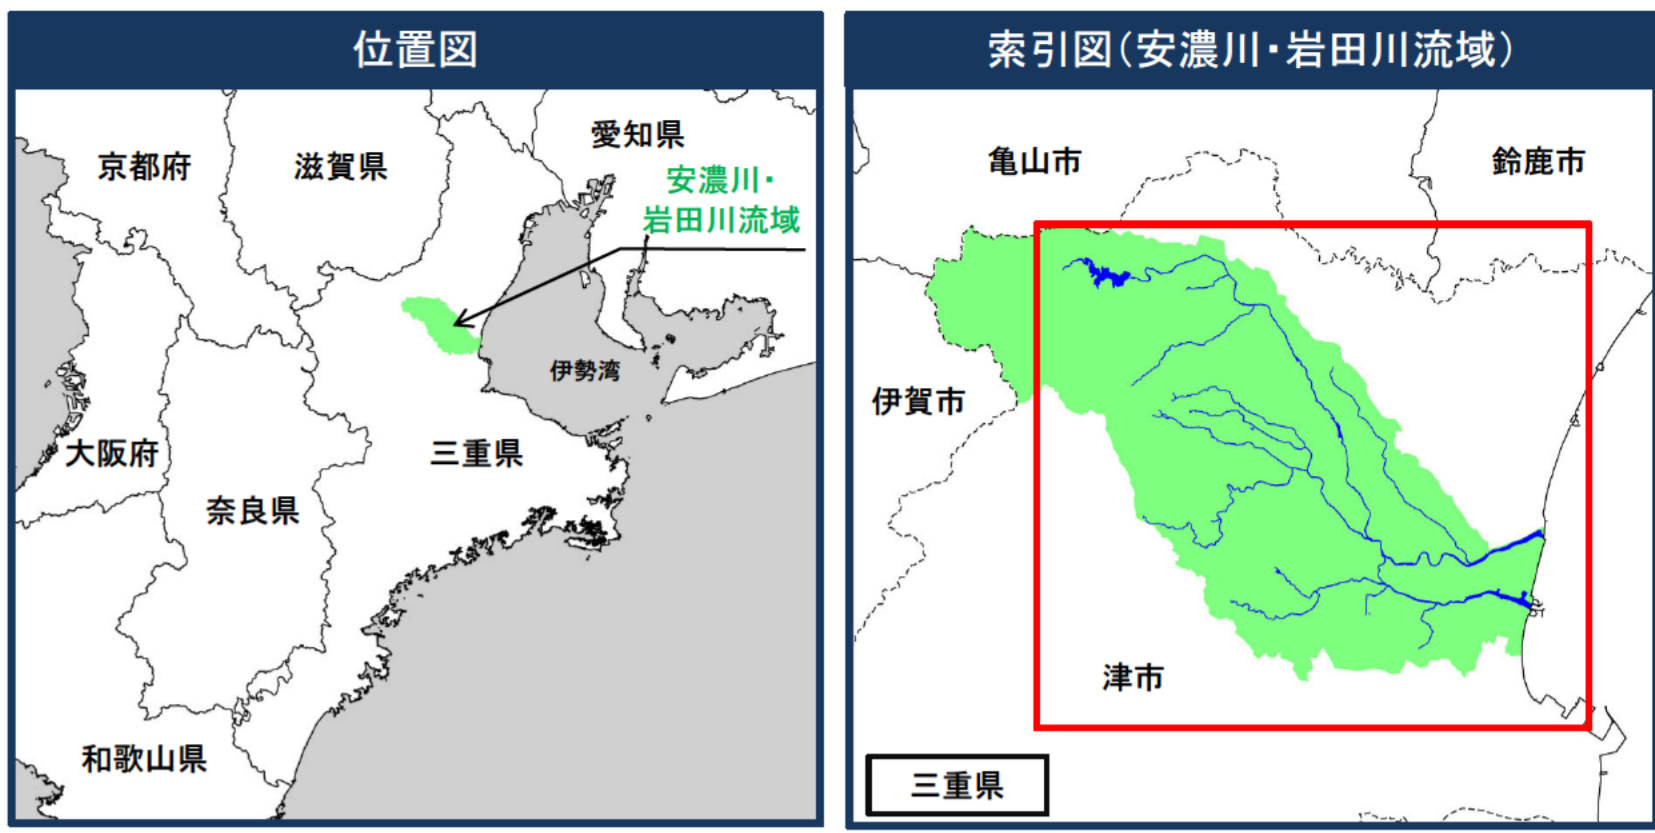 位置図
京都府
滋賀県
愛知県
安濃川・
岩田川流域
伊勢湾
大阪府
三重県
奈良県
和歌山県
索引図(安濃川・岩田川流域)
亀山市
鈴鹿市
伊賀市
津市
三重県